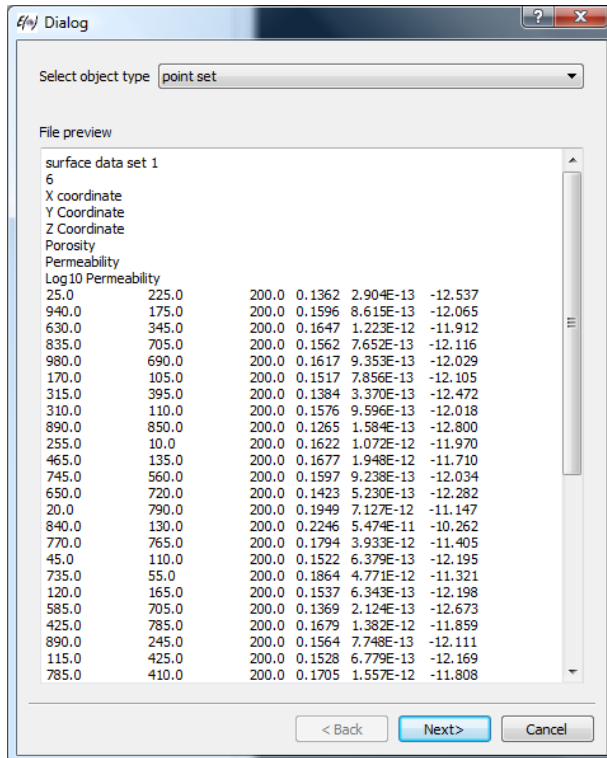 E{(x)} Dialog
Select object type point set
File preview
surface data set 1
6
X coordinate
Y Coordinate
Z Coordinate
Porosity
Permeability
Log10 Permeability
25.0 225.0 200.0 0.1362 2.904E-13 -12.537
940.0 175.0 200.0 0.1596 8.615E-13 -12.065
630.0 345.0 200.0 0.1647 1.223E-12 -11.912
835.0 705.0 200.0 0.1562 7.652E-13 -12.116
980.0 690.0 200.0 0.1617 9.353E-13 -12.029
170.0 105.0 200.0 0.1517 7.856E-13 -12.105
315.0 395.0 200.0 0.1384 3.370E-13 -12.472
310.0 110.0 200.0 0.1576 9.596E-13 -12.018
890.0 850.0 200.0 0.1265 1.584E-13 -12.800
255.0 10.0 200.0 0.1622 1.072E-12 -11.970
465.0 135.0 200.0 0.1677 1.948E-12 -11.710
745.0 560.0 200.0 0.1597 9.238E-13 -12.034
650.0 720.0 200.0 0.1423 5.230E-13 -12.282
20.0 790.0 200.0 0.1949 7.127E-12 -11.147
840.0 130.0 200.0 0.2246 5.474E-11 -10.262
770.0 765.0 200.0 0.1794 3.933E-12 -11.405
45.0 110.0 200.0 0.1522 6.379E-13 -12.195
735.0 55.0 200.0 0.1864 4.771E-12 -11.321
120.0 165.0 200.0 0.1537 6.343E-13 -12.198
585.0 705.0 200.0 0.1369 2.124E-13 -12.673
425.0 785.0 200.0 0.1679 1.382E-12 -11.859
890.0 245.0 200.0 0.1564 7.748E-13 -12.111
115.0 425.0 200.0 0.1528 6.779E-13 -12.169
785.0 410.0 200.0 0.1705 1.557E-12 -11.808
< Back Next> Cancel